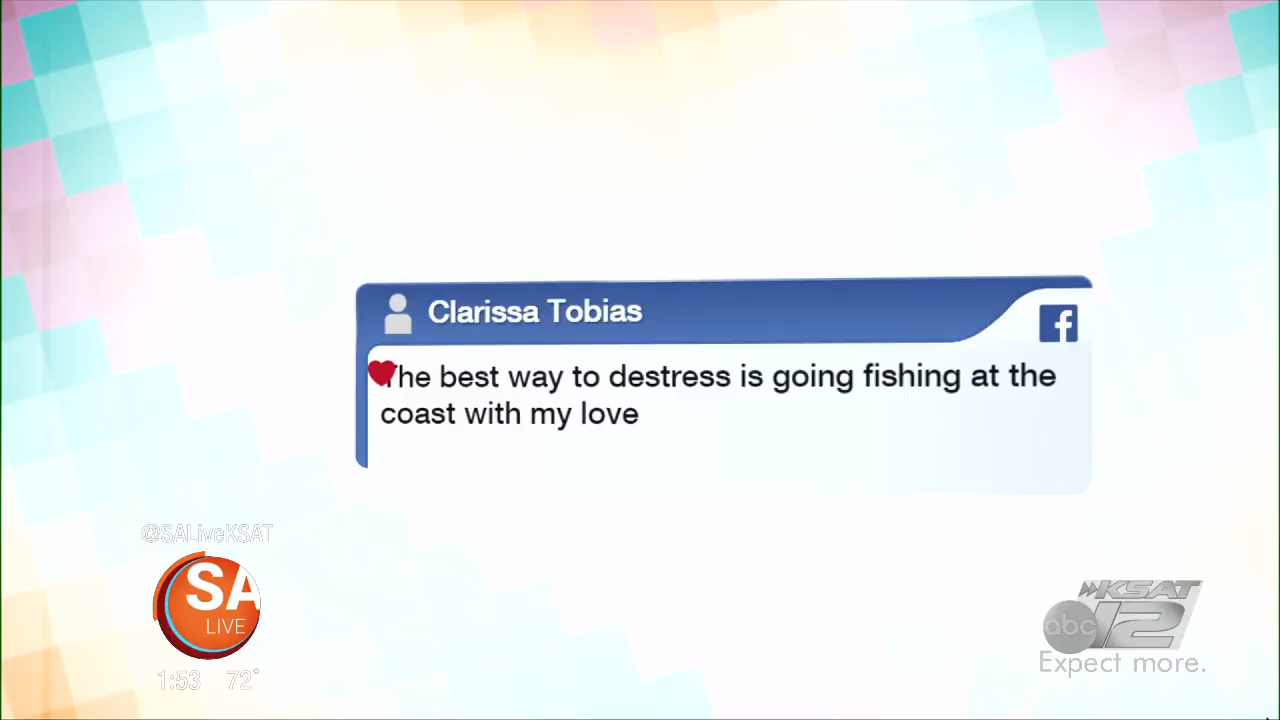 Clarissa Tobias
The best way to destress is going fishing at the
coast with my love
@SALiveKSAT
SA
LIVE
1:53 72°
KSAT
abc 12
Expect more.